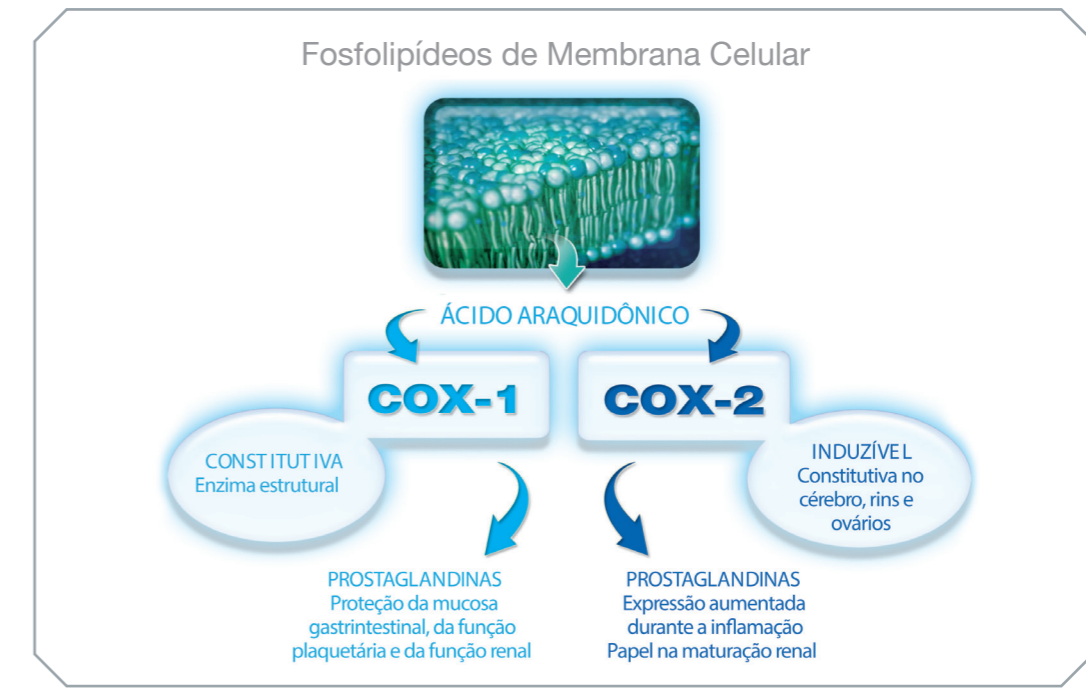 Fosfolipídeos de Membrana Celular
ÁCIDO ARAQUIDÔNICO
COX-1
COX-2
CONSTITUTIVA
Enzima estrutural
INDUZÍVEL
Constitutiva no
cérebro, rins e
ovários
PROSTAGLANDINAS
Proteção da mucosa
gastrintestinal, da função
plaquetária e da função renal
PROSTAGLANDINAS
Expressão aumentada
durante a inflamação
Papel na maturação renal